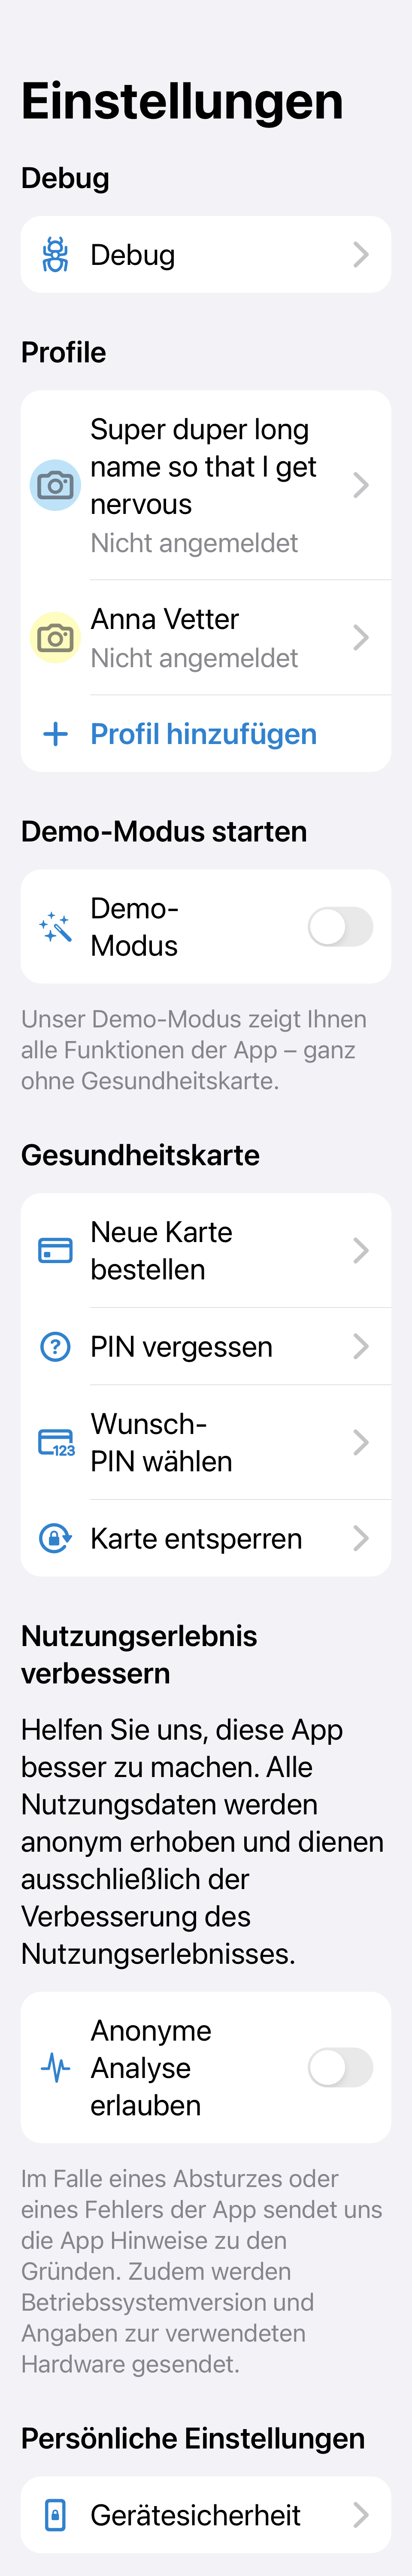 Einstellungen
Debug
Debug
Profile
Super duper long
name so that I get
nervous
Nicht angemeldet
Anna Vetter
Nicht angemeldet
Profil hinzufügen
Demo-Modus starten
Demo-
Modus
Unser Demo-Modus zeigt Ihnen
alle Funktionen der App – ganz
ohne Gesundheitskarte.
Gesundheitskarte
Neue Karte
bestellen
?
PIN vergessen
Wunsch-
PIN wählen
123
Karte entsperren
Nutzungserlebnis
verbessern
Helfen Sie uns, diese App
besser zu machen. Alle
Nutzungsdaten werden
anonym erhoben und dienen
ausschließlich der
Verbesserung des
Nutzungserlebnisses.
Anonyme
Analyse
erlauben
Im Falle eines Absturzes oder
eines Fehlers der App sendet uns
die App Hinweise zu den
Gründen. Zudem werden
Betriebssystemversion und
Angaben zur verwendeten
Hardware gesendet.
Persönliche Einstellungen
Gerätesicherheit